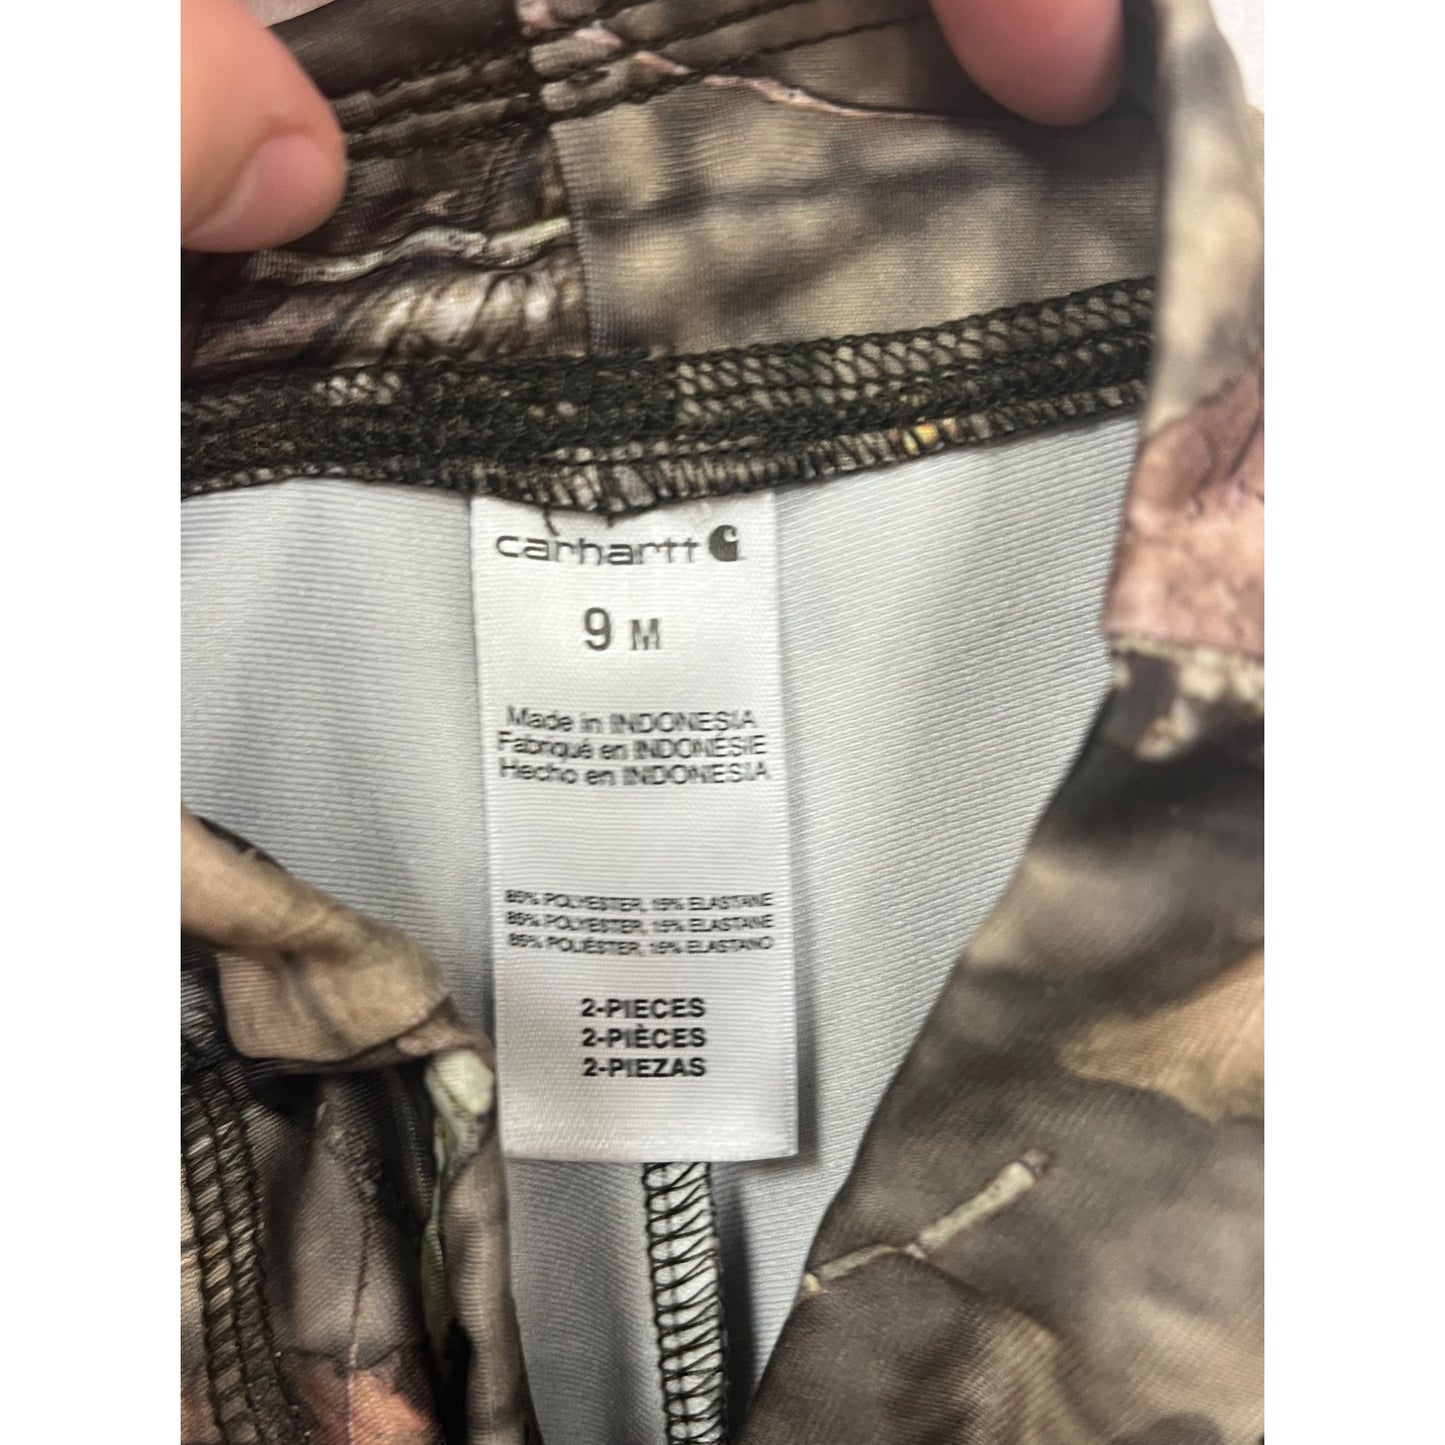 carhartt
9 M
Made in INDONESIA
Fabriqué en INDONÉSIE
Hecho en INDONESIA
85% POLYESTER, 15% ELASTANE
85% POLYESTER, 15% ELASTANE
85% POLIÉSTER, 15% ELASTANO
2-PIECES
2-PIÈCES
2-PIEZAS